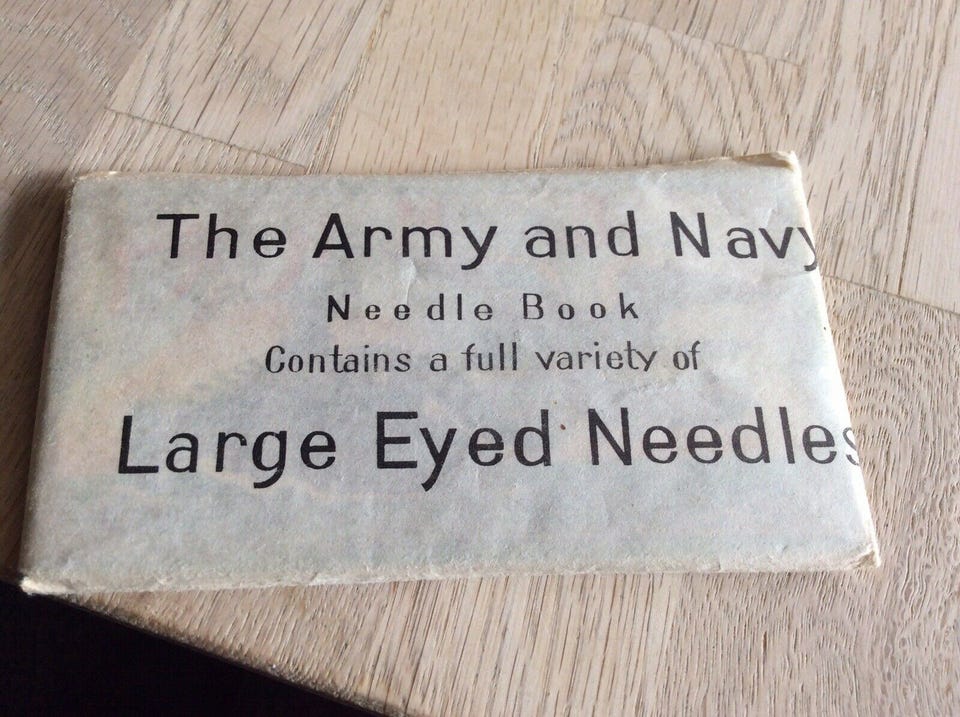 The Army and Navy
Needle Book
Contains a full variety of
Large Eyed Needles